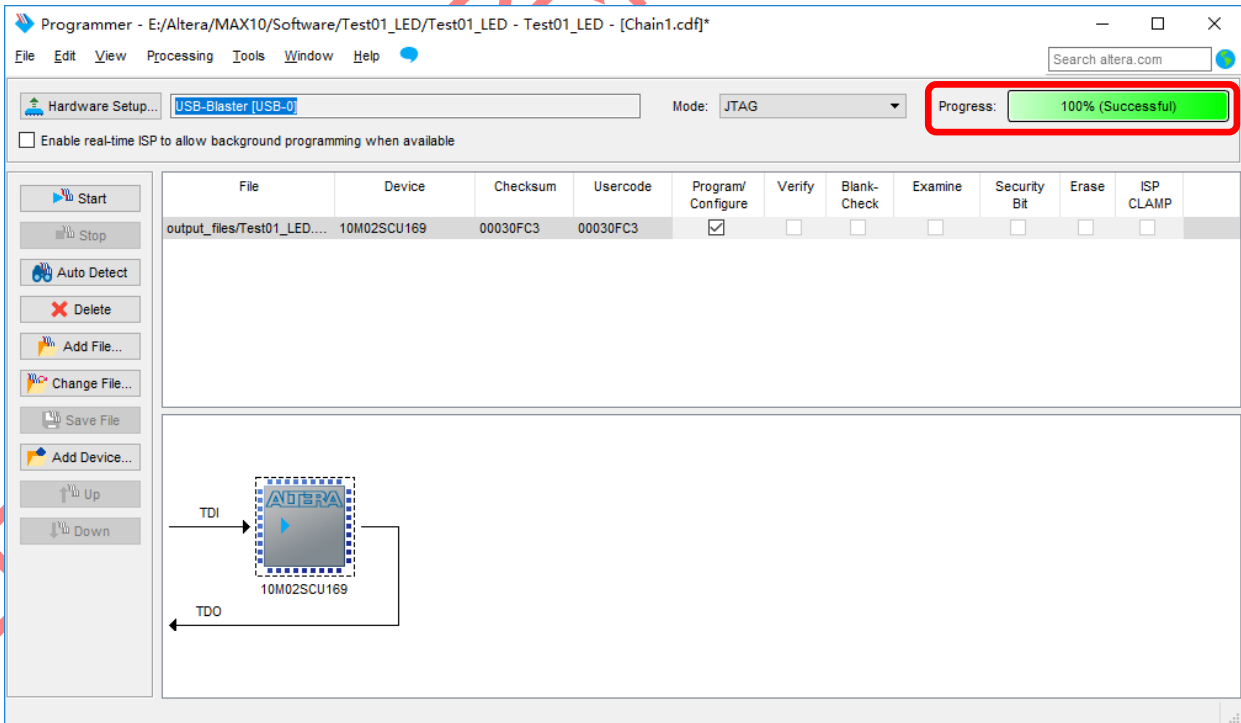 Programmer - E:/Altera/MAX10/Software/Test01_LED/Test01_LED - Test01_LED - [Chain1.cdf]*
File Edit View Processing Tools Window Help Search altera.com
Hardware Setup... USB-Blaster [USB-0] Mode: JTAG Progress: 100% (Successful)
Enable real-time ISP to allow background programming when available
Start
Stop
Auto Detect
Delete
Add File...
Change File...
Save File
Add Device...
Up
Down
File Device Checksum Usercode Program/ Verify Blank- Examine Security Erase ISP
Configure Check Bit CLAMP
output_files/Test01_LED.... 10M02SCU169 00030FC3 00030FC3
ALTERA
TDI
10M02SCU169
TDO